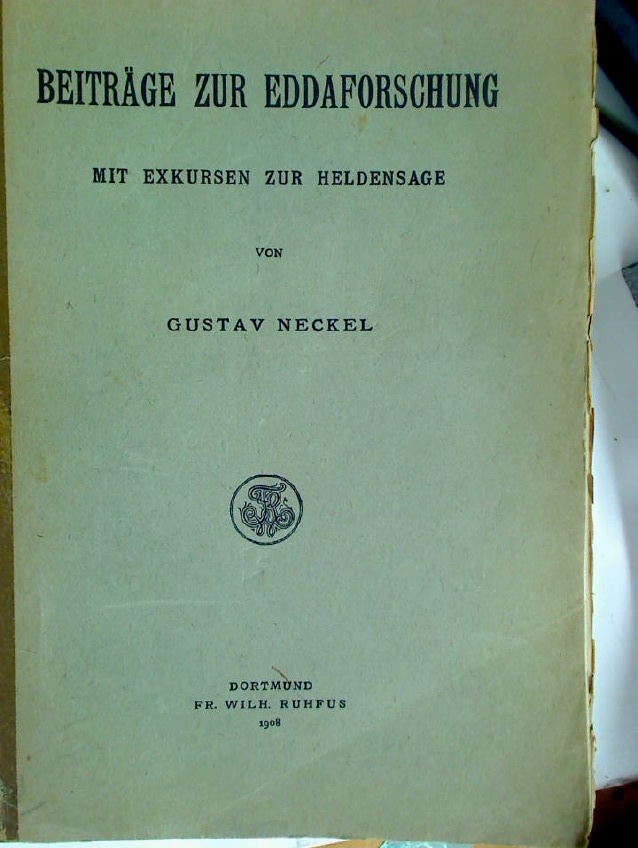 BEITRÄGE ZUR EDDAFORSCHUNG
MIT EXKURSEN ZUR HELDENSAGE
VON
GUSTAV NECKEL
DORTMUND
FR. WILH. RUHFUS
1908